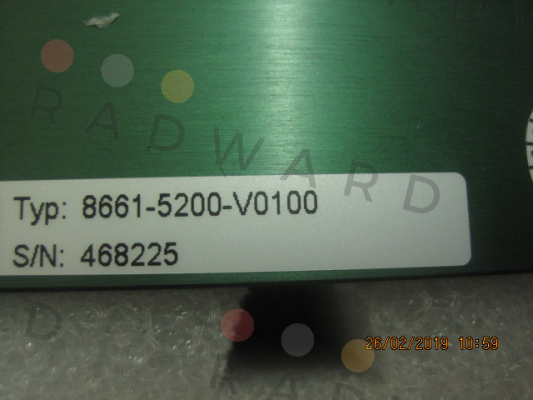 RADWARD
Typ: 8661-5200-V0100
S/N: 468225
D
26/02/2019 10:59
RADWARD